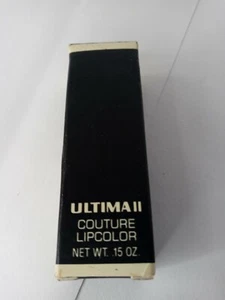 ULTIMA II
COUTURE
LIPCOLOR
NET WT. .15 OZ.